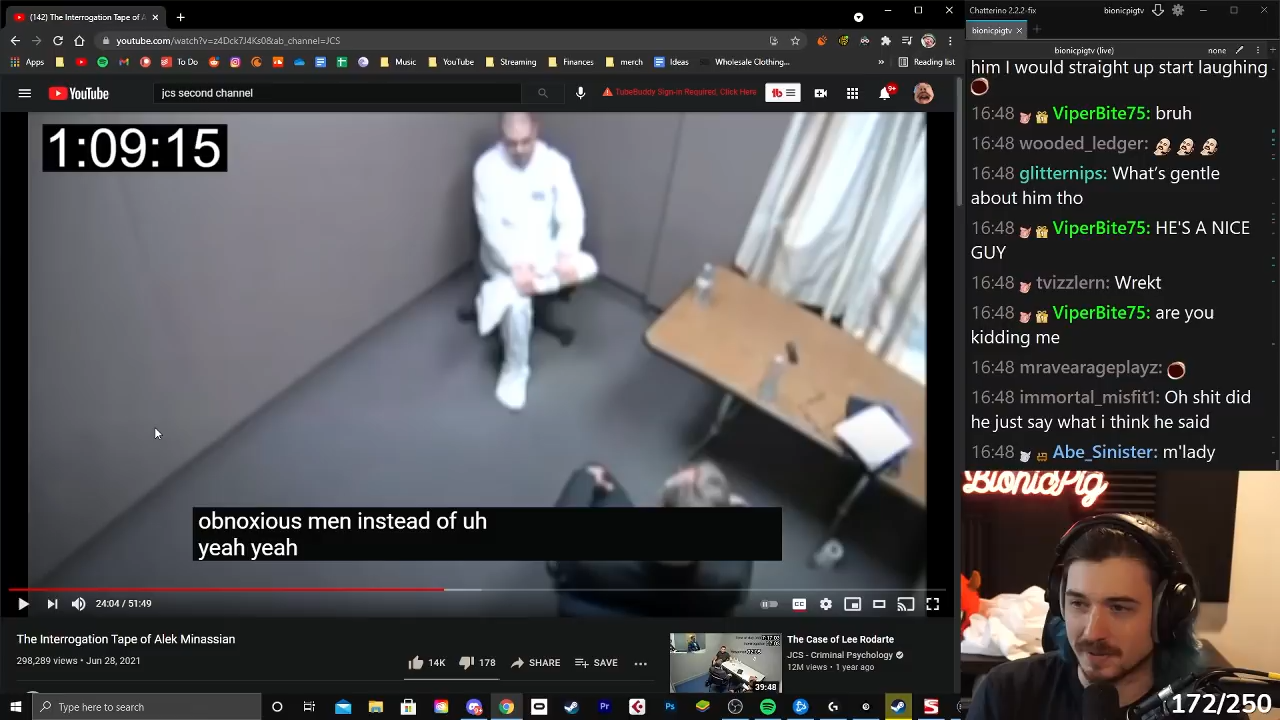 (142) The Interrogation Tape of A
Chatterino 2.2.2-fix
bionicpigtv
youtube.com/watch?v=z4Dck7J4Ks0&ab_channel=JCS
bionicpigtv
bionicpigtv (live)
none
Apps
To Do
Music
YouTube
Streaming
Finances
merch
Ideas
Wholesale Clothing...
Reading list
YouTube
jcs second channel
TubeBuddy Sign-in Required, Click Here
9+
1:09:15
him I would straight up start laughing
16:48 ViperBite75: bruh
16:48 wooded_ledger:
16:48 glitternips: What's gentle
about him tho
16:48 ViperBite75: HE'S A NICE
GUY
16:48 tvizzlern: Wrekt
16:48 ViperBite75: are you
kidding me
16:48 mravearageplayz:
16:48 immortal_misfit1: Oh shit did
he just say what i think he said
16:48 Abe_Sinister: m'lady
obnoxious men instead of uh
yeah yeah
24:04 / 51:49
The Interrogation Tape of Alek Minassian
298,289 views • Jun 28, 2021
14K
178
SHARE
SAVE
The Case of Lee Rodarte
JCS - Criminal Psychology
12M views • 1 year ago
39:48
BionicPig
Type here to search
172/250